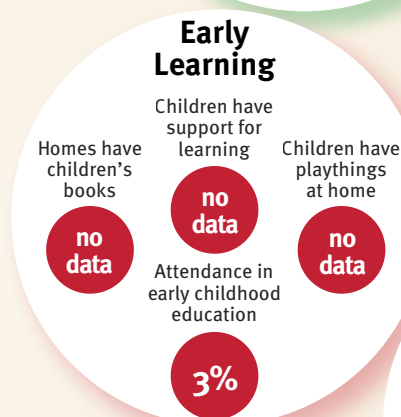 Early
Learning
Children have
support for
learning
no
data
Homes have
children's
books
no
data
Children have
playthings
at home
no
data
Attendance in
early childhood
education
3%